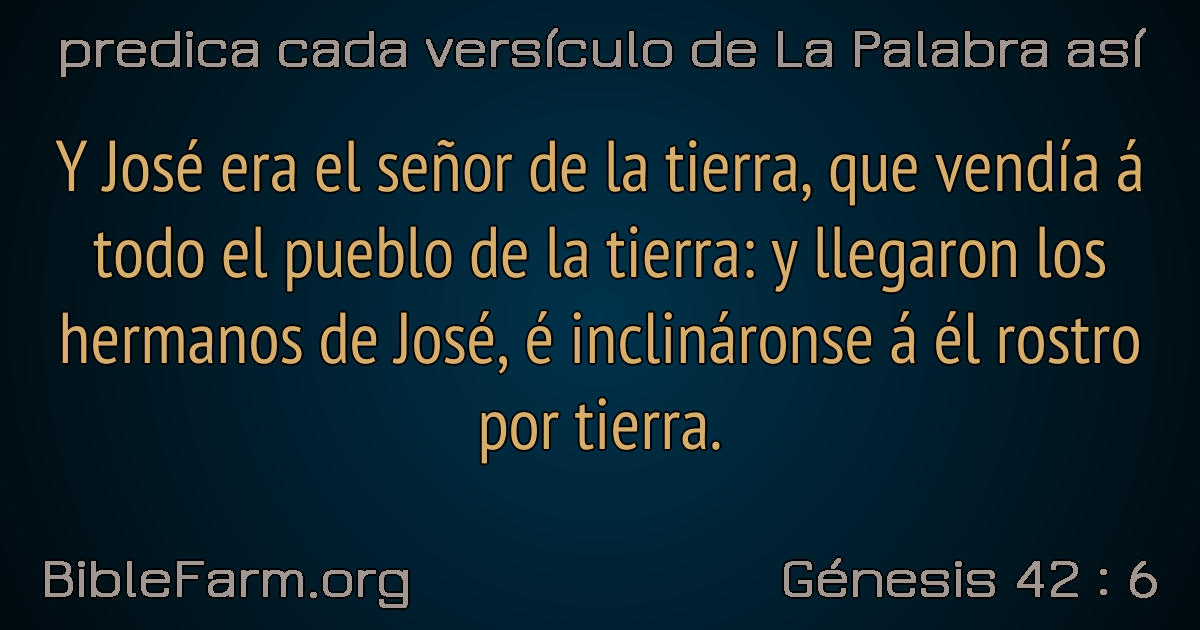 predica cada versículo de La Palabra así
Y José era el señor de la tierra, que vendía á
todo el pueblo de la tierra: y llegaron los
hermanos de José, é inclináronse á él rostro
por tierra.
BibleFarm.org
Génesis 42 : 6